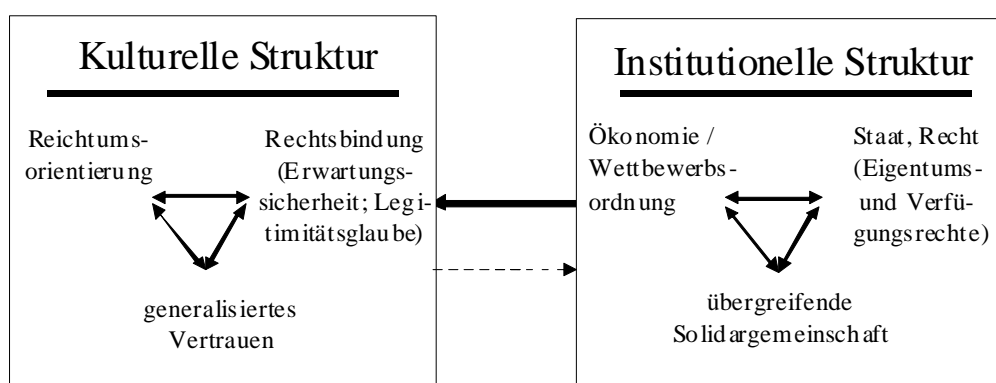 Kulturelle Struktur
Reichtums-
orientierung
Rechtsbindung
(Erwartungs-
sicherheit; Legi-
timitätsglaube)
generalisiertes
Vertrauen
Institutionelle Struktur
Ökonomie /
Wettbewerbs-
ordnung
Staat, Recht
(Eigentums-
und Verfü-
gungsrechte)
übergreifende
Solidargemeinschaft